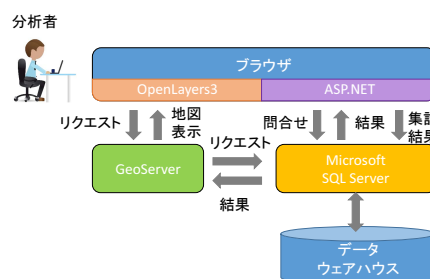 分析者
ブラウザ
OpenLayers3
ASP.NET
リクエスト
地図
表示
問合せ
結果
集計
結果
リクエスト
GeoServer
Microsoft
SQL Server
結果
データ
ウェアハウス